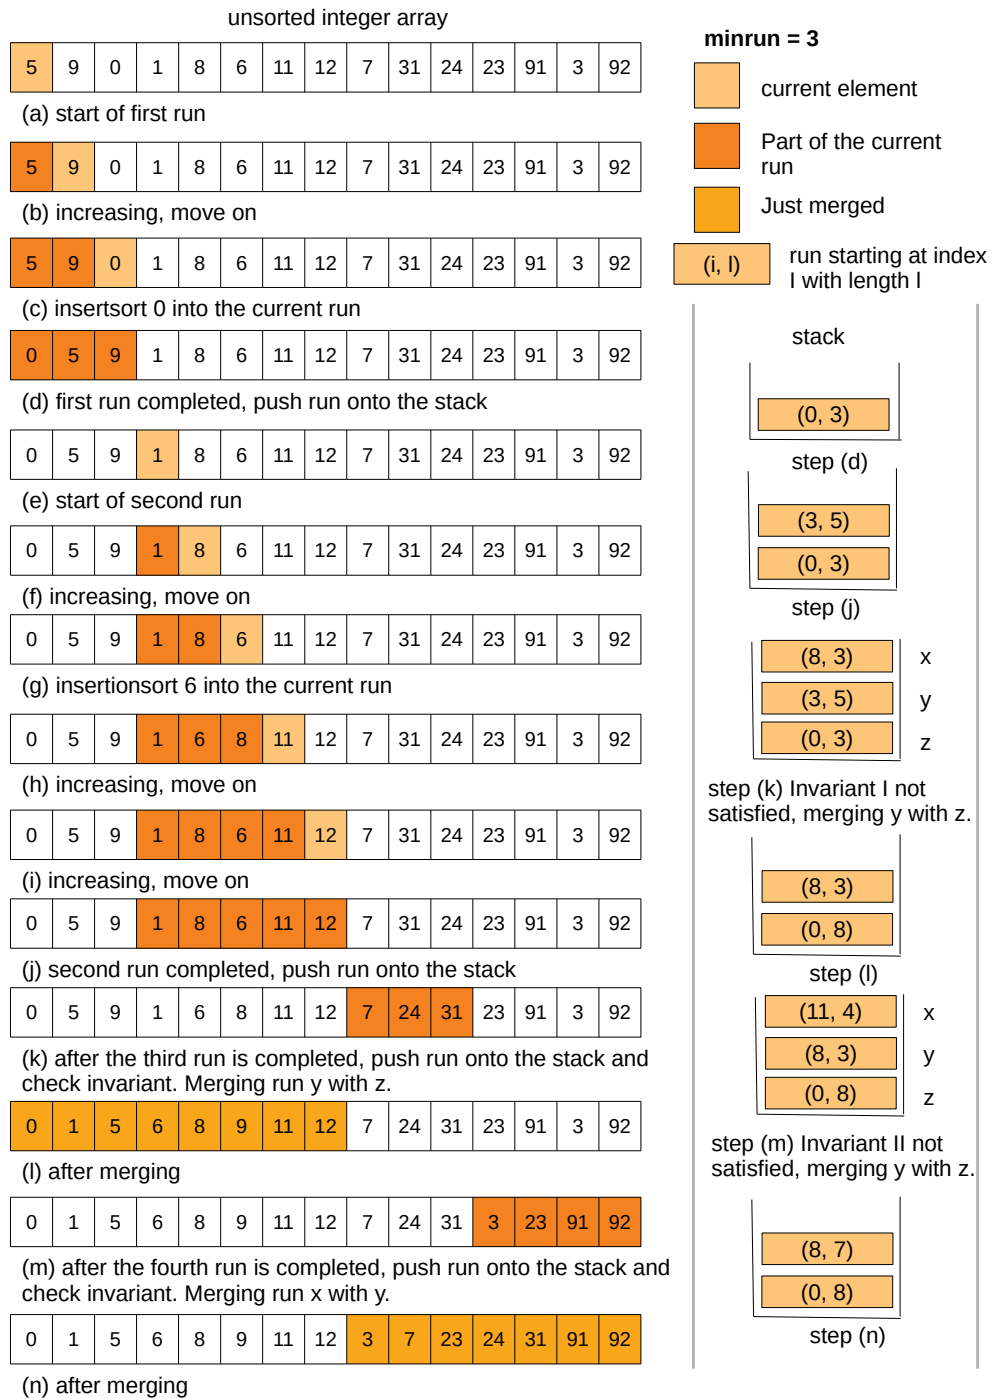 unsorted integer array
5 9 0 1 8 6 11 12 7 31 24 23 91 3 92
(a) start of first run
5 9 0 1 8 6 11 12 7 31 24 23 91 3 92
(b) increasing, move on
5 9 0 1 8 6 11 12 7 31 24 23 91 3 92
(c) insertsort 0 into the current run
0 5 9 1 8 6 11 12 7 31 24 23 91 3 92
(d) first run completed, push run onto the stack
0 5 9 1 8 6 11 12 7 31 24 23 91 3 92
(e) start of second run
0 5 9 1 8 6 11 12 7 31 24 23 91 3 92
(f) increasing, move on
0 5 9 1 8 6 11 12 7 31 24 23 91 3 92
(g) insertionsort 6 into the current run
0 5 9 1 6 8 11 12 7 31 24 23 91 3 92
(h) increasing, move on
0 5 9 1 8 6 11 12 7 31 24 23 91 3 92
(i) increasing, move on
0 5 9 1 8 6 11 12 7 31 24 23 91 3 92
(j) second run completed, push run onto the stack
0 5 9 1 6 8 11 12 7 24 31 23 91 3 92
(k) after the third run is completed, push run onto the stack and
check invariant. Merging run y with z.
0 1 5 6 8 9 11 12 7 24 31 23 91 3 92
(l) after merging
0 1 5 6 8 9 11 12 7 24 31 3 23 91 92
(m) after the fourth run is completed, push run onto the stack and
check invariant. Merging run x with y.
0 1 5 6 8 9 11 12 3 7 23 24 31 91 92
(n) after merging
minrun = 3
current element
Part of the current
run
Just merged
(i, l)
run starting at index
I with length l
stack
(0, 3)
step (d)
(3, 5)
(0, 3)
step (j)
(8, 3) x
(3, 5) y
(0, 3) z
step (k) Invariant I not
satisfied, merging y with z.
(8, 3)
(0, 8)
step (l)
(11, 4) x
(8, 3) y
(0, 8) z
step (m) Invariant II not
satisfied, merging y with z.
(8, 7)
(0, 8)
step (n)